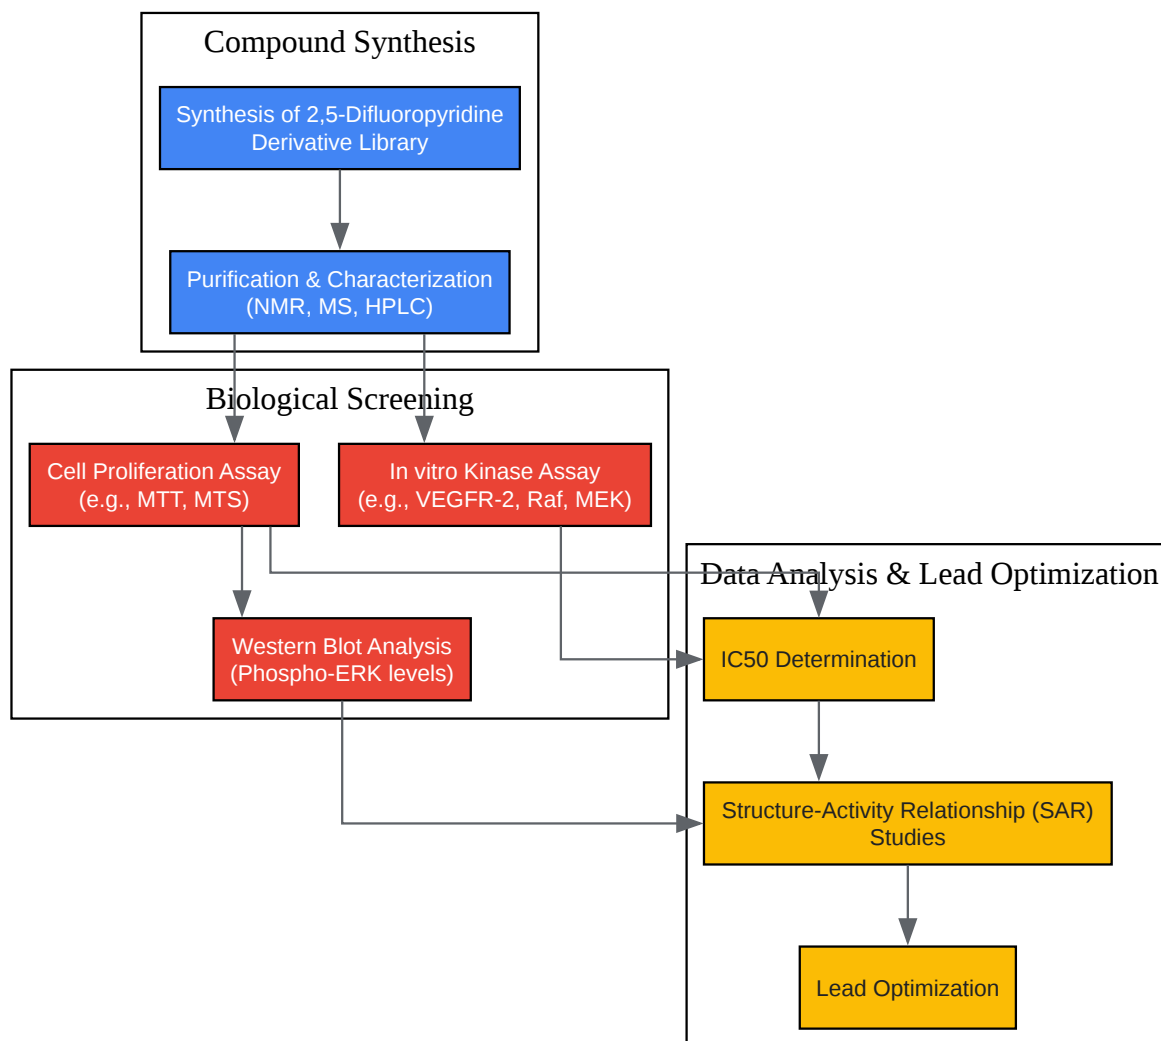 Compound Synthesis
Synthesis of 2,5-Difluoropyridine
Derivative Library
Purification & Characterization
(NMR, MS, HPLC)
Biological Screening
Cell Proliferation Assay
(e.g., MTT, MTS)
In vitro Kinase Assay
(e.g., VEGFR-2, Raf, MEK)
Western Blot Analysis
(Phospho-ERK levels)
Data Analysis & Lead Optimization
IC50 Determination
Structure-Activity Relationship (SAR)
Studies
Lead Optimization